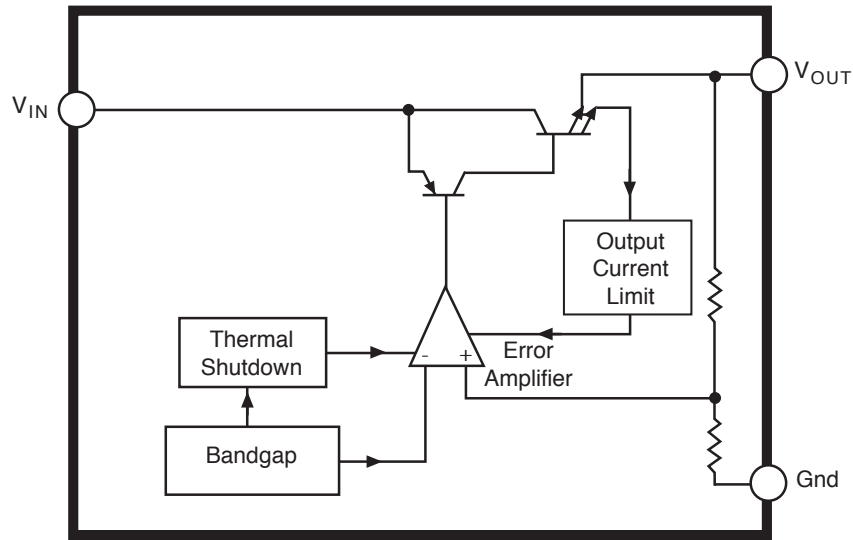 V_OUT
V_IN
Output
Current
Limit
Thermal
Shutdown
- +
Error
Amplifier
Bandgap
Gnd